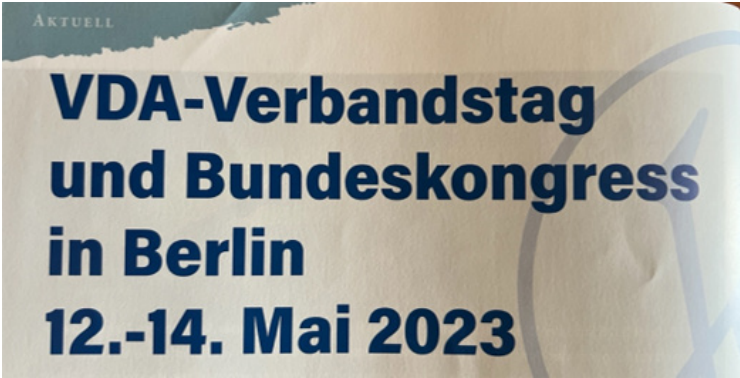 AKTUELL
VDA-Verbandstag
und Bundeskongress
in Berlin
12.-14. Mai 2023